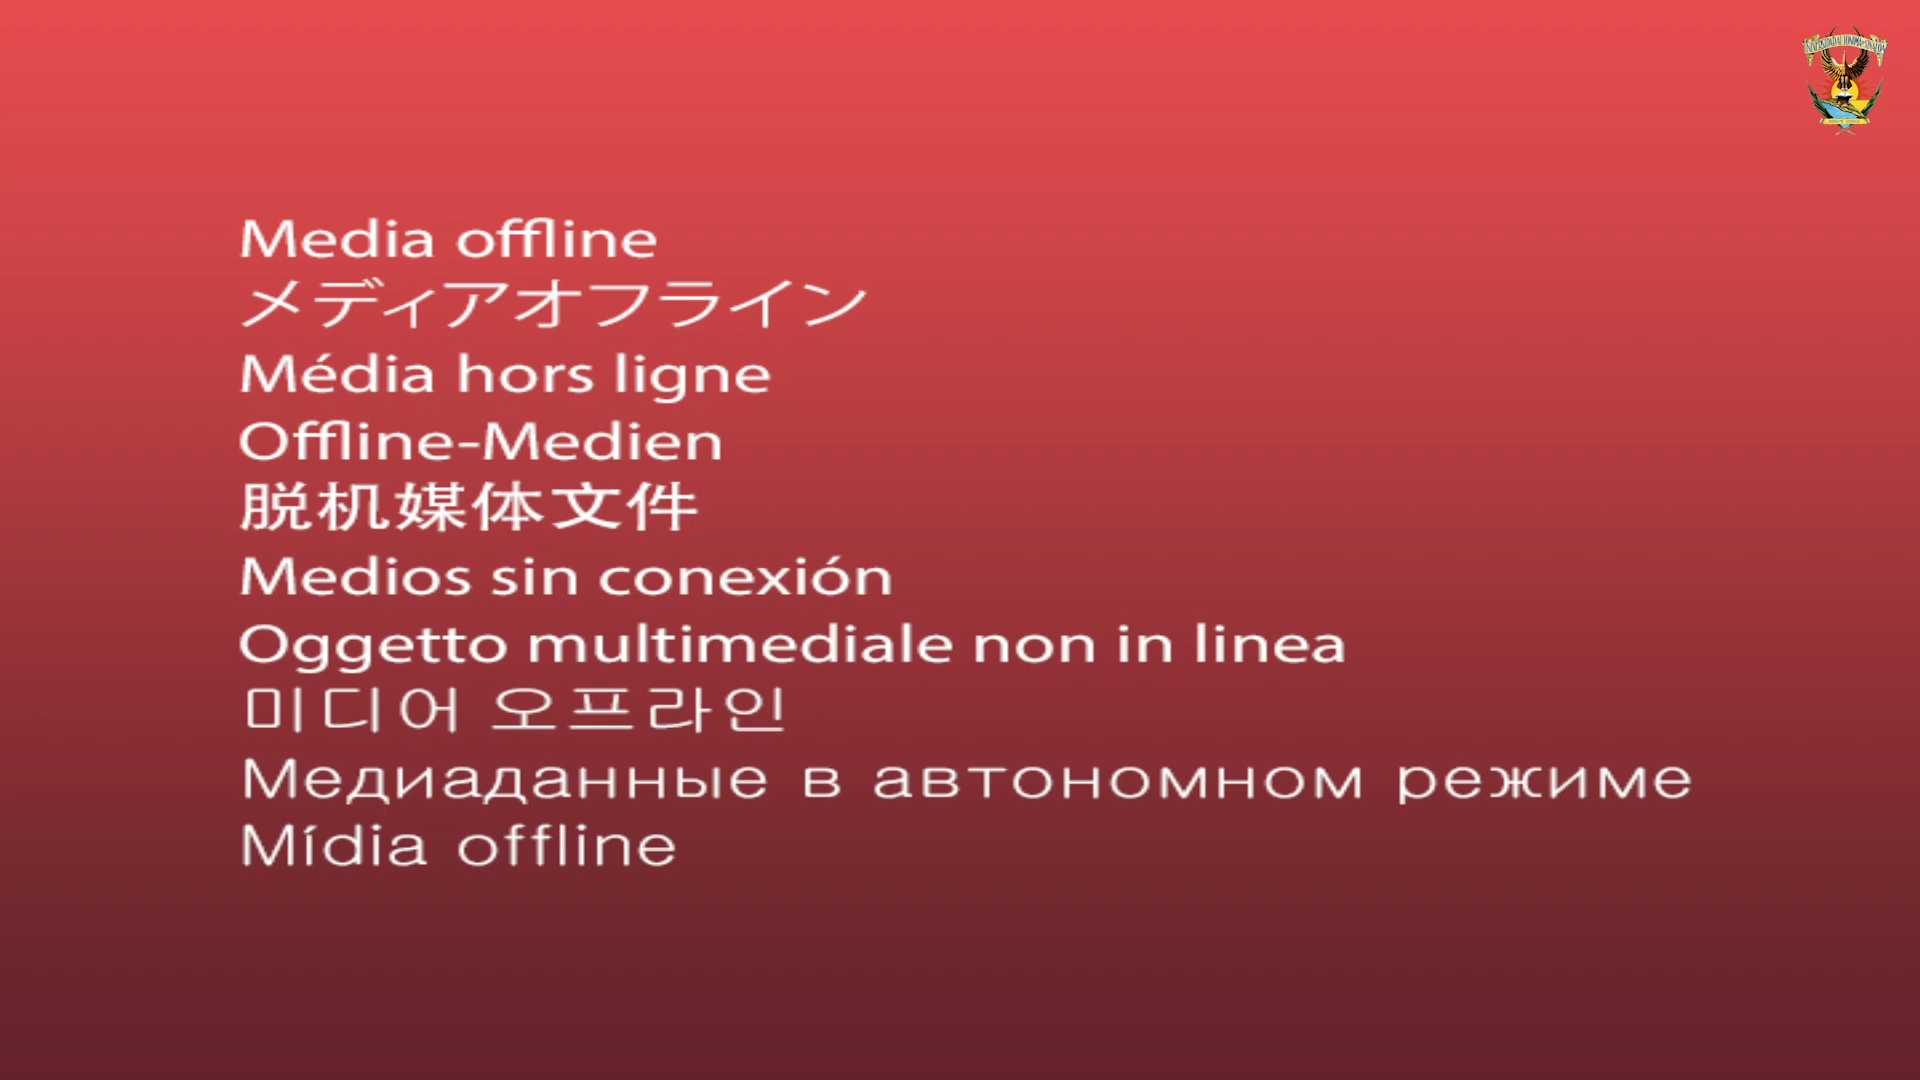 Media offline
メディアオフライン
Média hors ligne
Offline-Medien
脱机媒体文件
Medios sin conexión
Oggetto multimediale non in linea
미디어 오프라인
Медиаданные в автономном режиме
Mídia offline